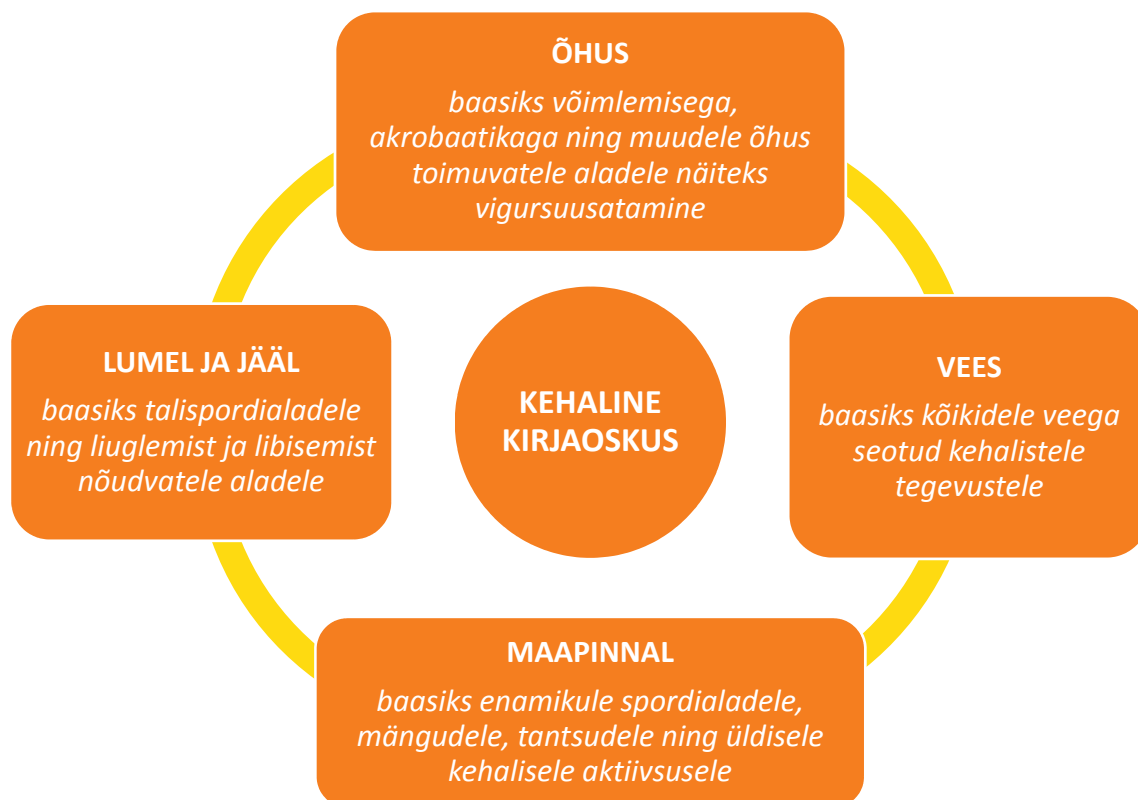 ÕHUS
baasiks võimlemisega,
akrobaatikaga ning muudele õhus
toimuvatele aladele näiteks
vigursuusatamine
LUMEL JA JÄÄL
baasiks talispordialadele
ning liuglemist ja libisemist
nõudvatele aladele
KEHALINE
KIRJAOSKUS
VEES
baasiks kõikidele veega
seotud kehalistele
tegevustele
MAAPINNAL
baasiks enamikule spordialadele,
mängudele, tantsudele ning üldisele
kehalisele aktiivsusele